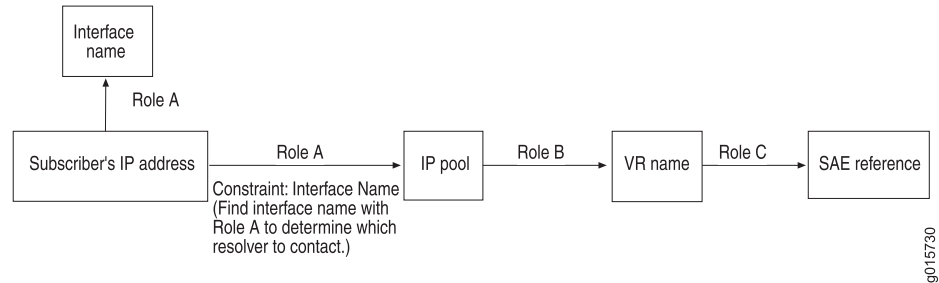 Interface
name
Role A
Subscriber's IP address
Role A
Constraint: Interface Name
(Find interface name with
Role A to determine which
resolver to contact.)
IP pool
Role B
VR name
Role C
SAE reference
g015730